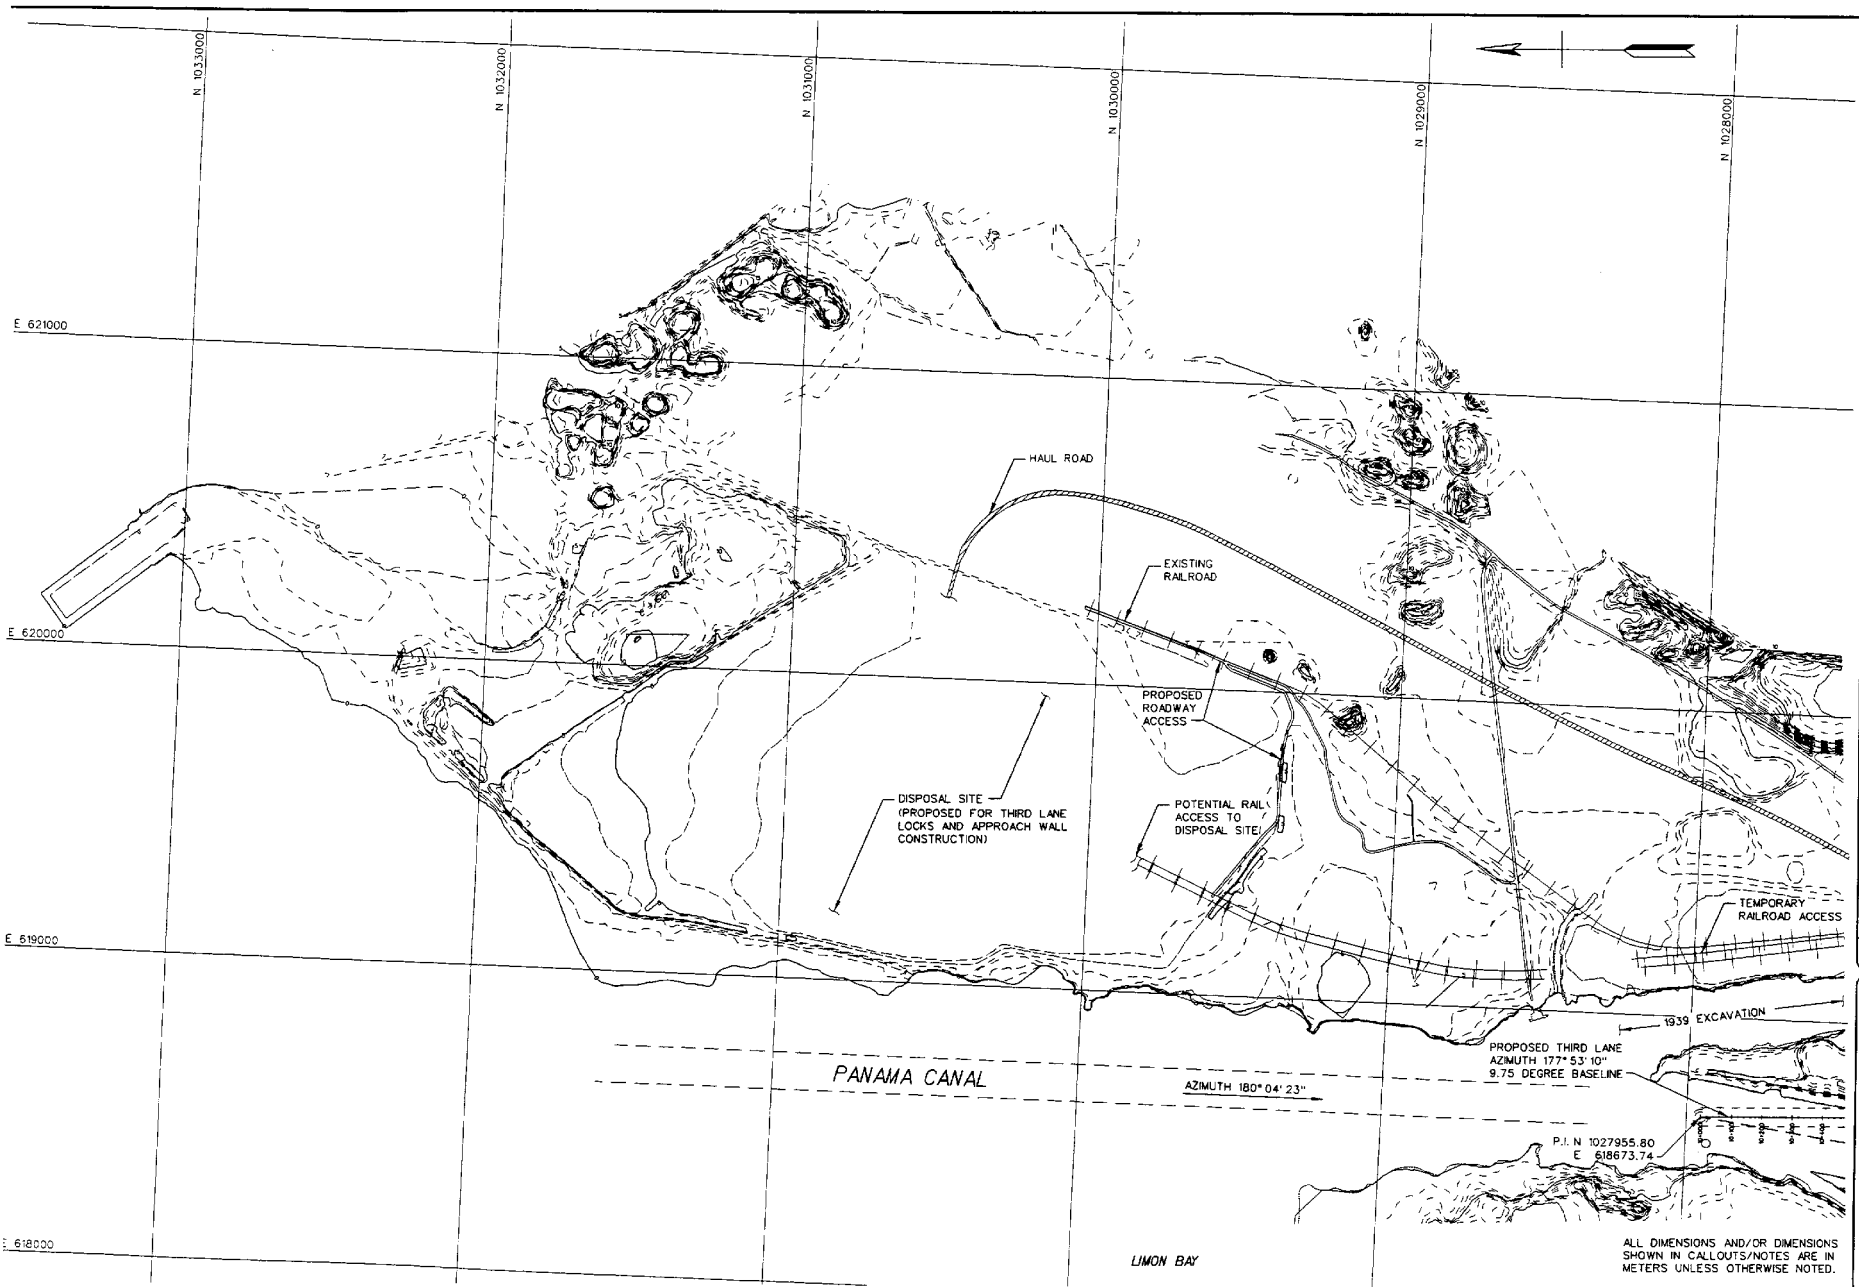 N 1033000
N 1032000
N 1031000
N 1030000
N 1029000
N 1028000
E 621000
HAUL ROAD
EXISTING
RAILROAD
E 620000
PROPOSED
ROADWAY
ACCESS
DISPOSAL SITE
(PROPOSED FOR THIRD LANE
LOCKS AND APPROACH WALL
CONSTRUCTION)
POTENTIAL RAIL
ACCESS TO
DISPOSAL SITE
TEMPORARY
RAILROAD ACCESS
E 619000
1939 EXCAVATION
PROPOSED THIRD LANE
AZIMUTH 177° 53' 10"
9.75 DEGREE BASELINE
PANAMA CANAL
AZIMUTH 180° 04' 23"
P.I. N 1027955.80
E 618673.74
E 618000
LIMON BAY
ALL DIMENSIONS AND/OR DIMENSIONS
SHOWN IN CALLOUTS/NOTES ARE IN
METERS UNLESS OTHERWISE NOTED.